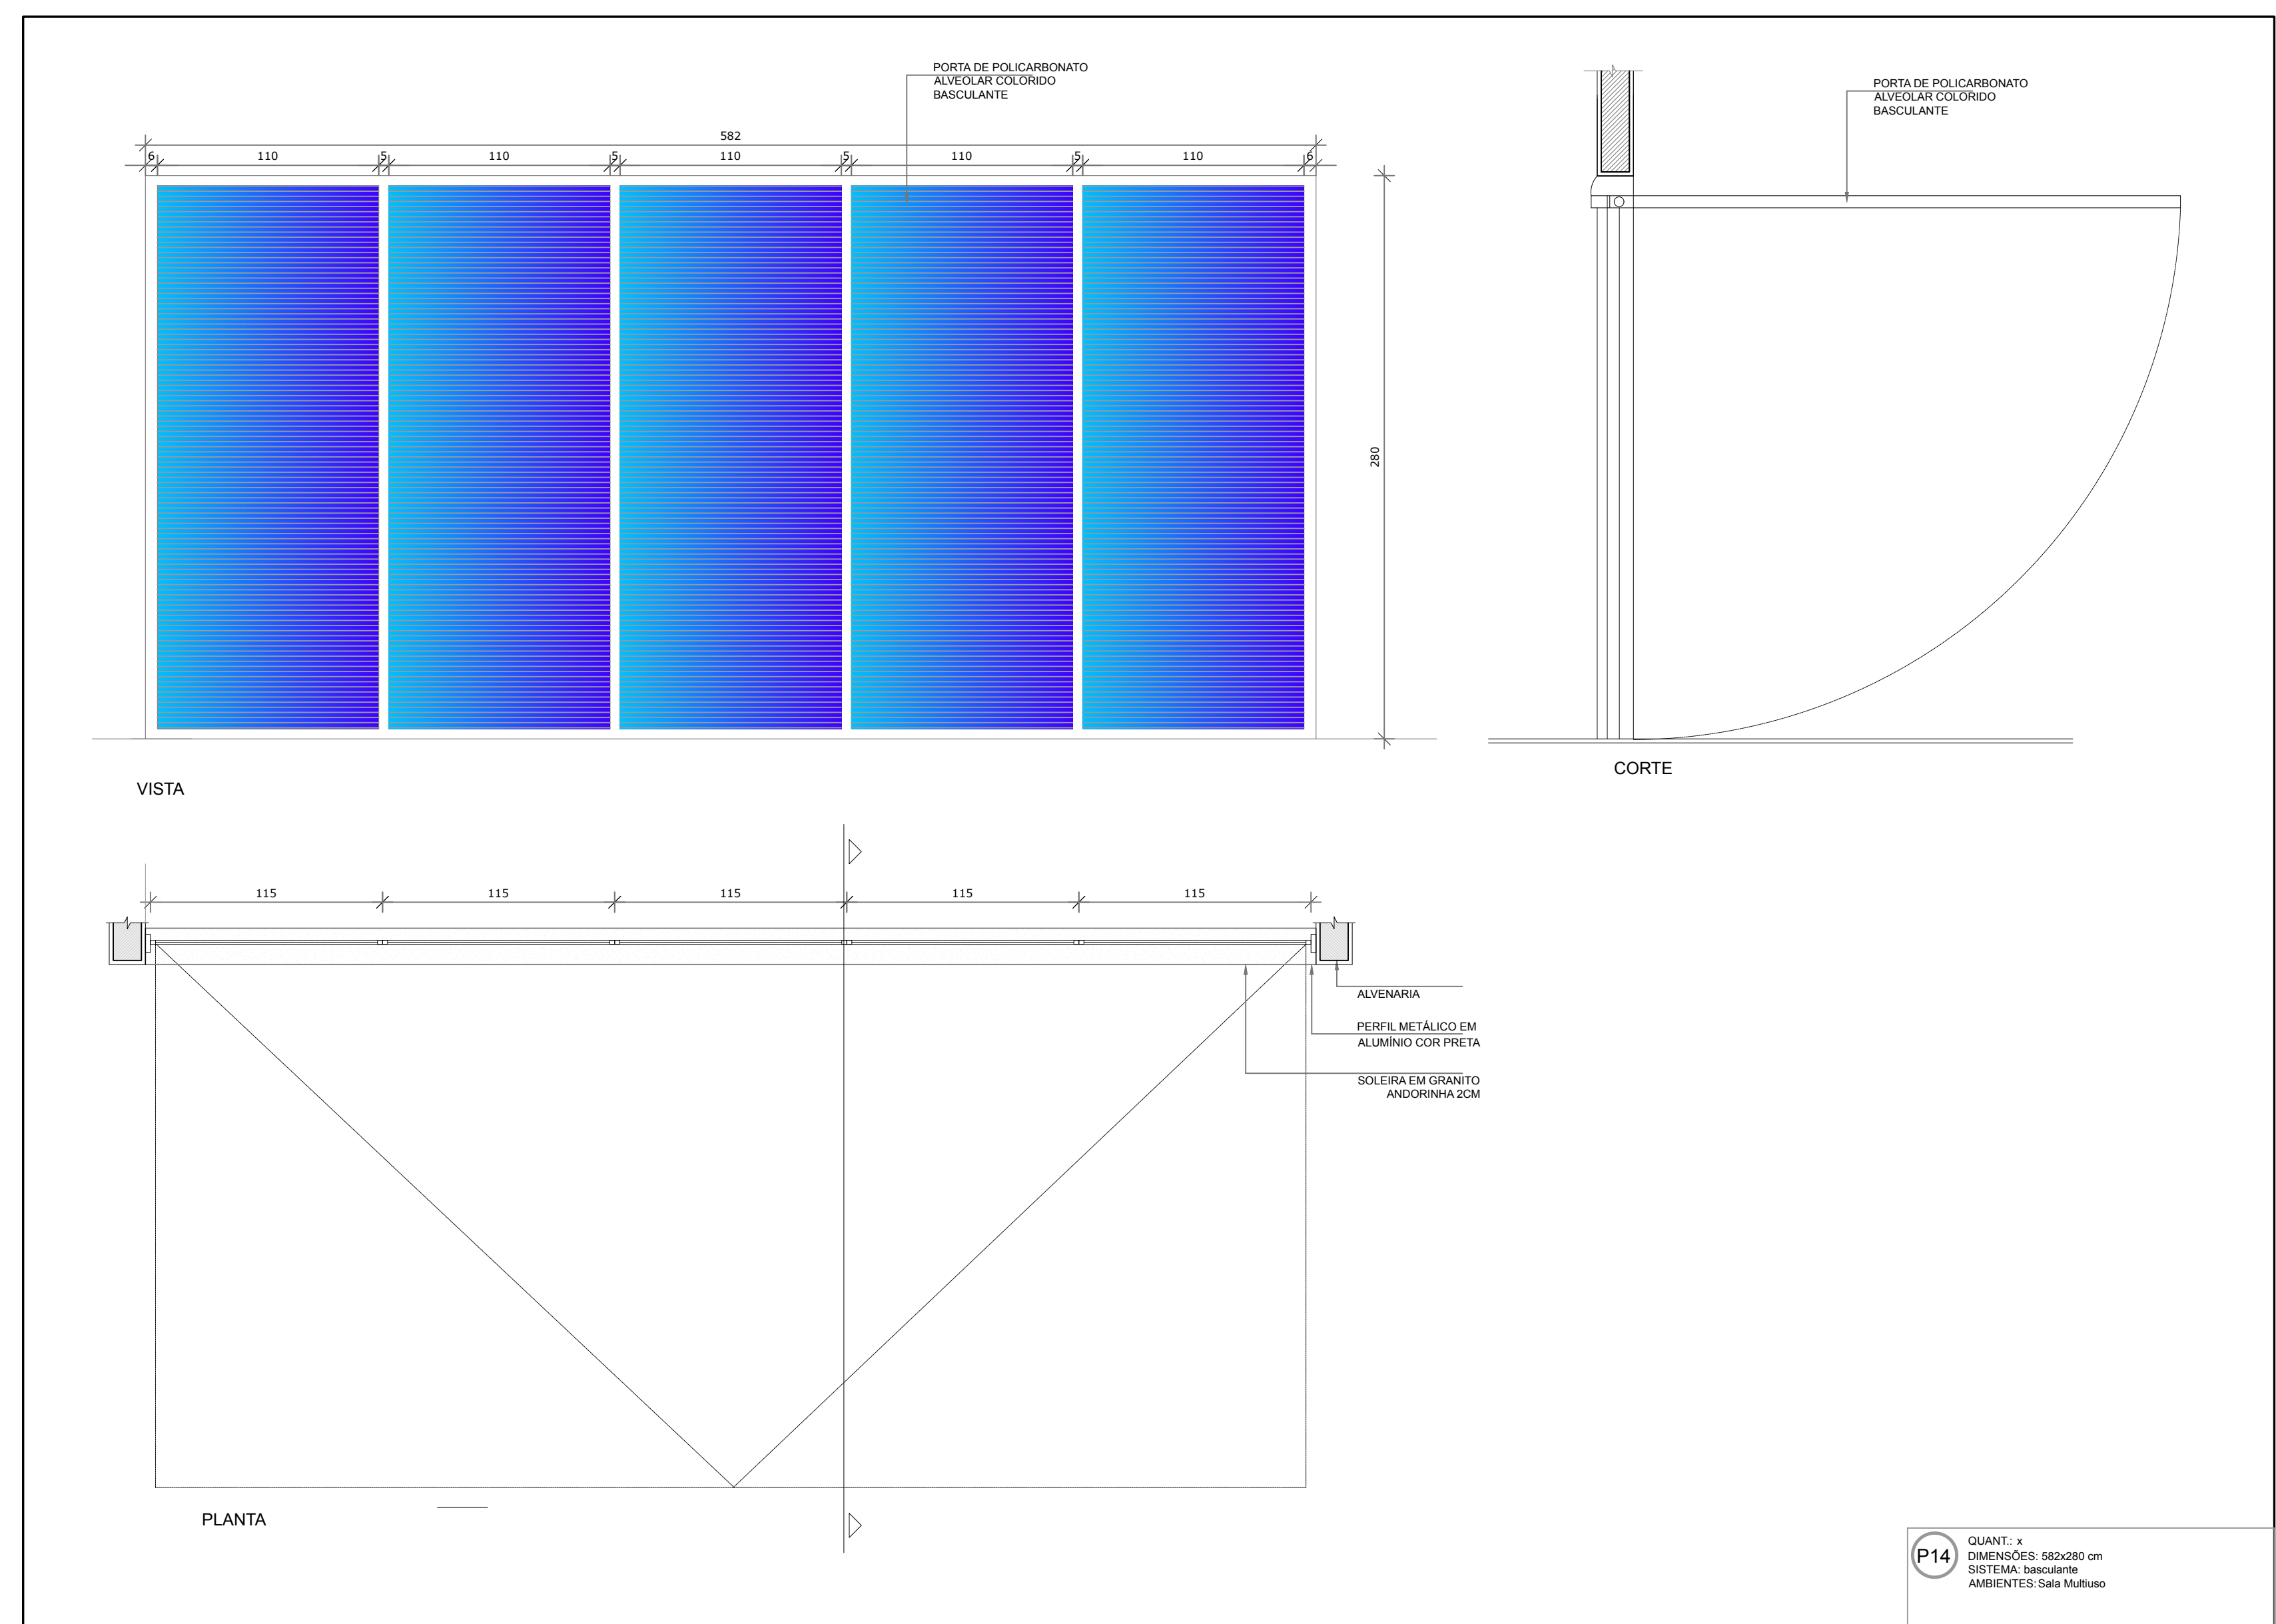 PORTA DE POLICARBONATO
ALVEOLAR COLORIDO
BASCULANTE
582
6 110 5 110 5 110 5 110 5 110 6
280
VISTA
PORTA DE POLICARBONATO
ALVEOLAR COLORIDO
BASCULANTE
CORTE
115 115 115 115 115
ALVENARIA
PERFIL METÁLICO EM
ALUMÍNIO COR PRETA
SOLEIRA EM GRANITO
ANDORINHA 2CM
PLANTA
P14
QUANT.: x
DIMENSÕES: 582x280 cm
SISTEMA: basculante
AMBIENTES: Sala Multiuso